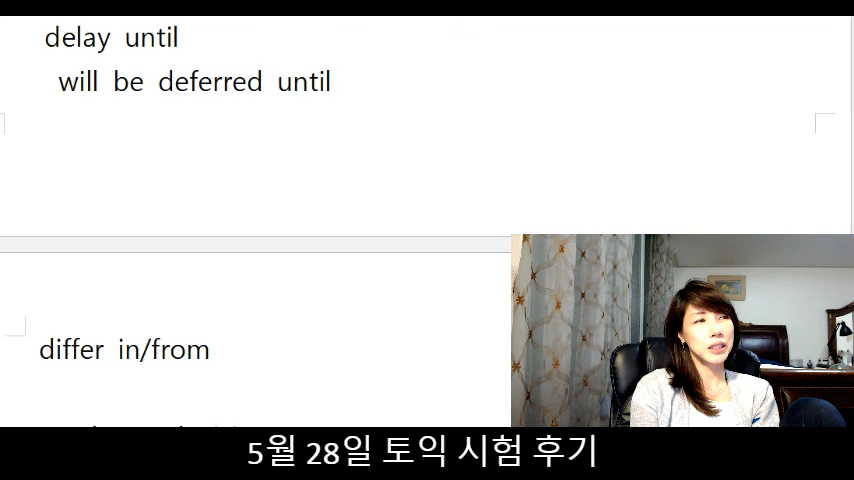 delay until
will be deferred until
differ in/from
5월 28일 토익 시험 후기